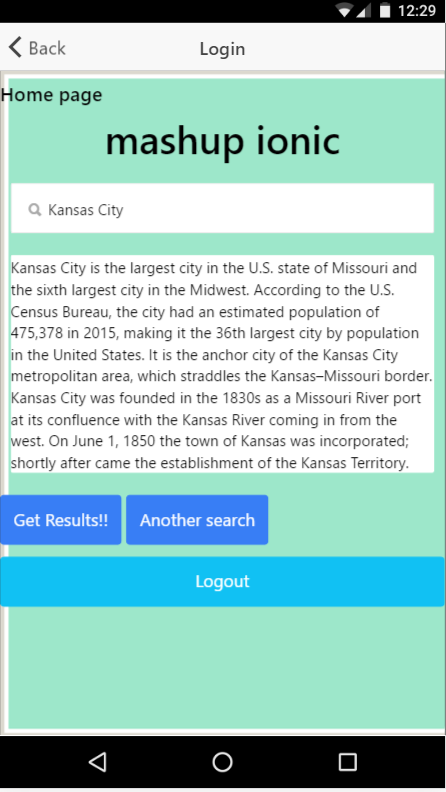 12:29
Back
Login
Home page
mashup ionic
Kansas City
Kansas City is the largest city in the U.S. state of Missouri and
the sixth largest city in the Midwest. According to the U.S.
Census Bureau, the city had an estimated population of
475,378 in 2015, making it the 36th largest city by population
in the United States. It is the anchor city of the Kansas City
metropolitan area, which straddles the Kansas–Missouri border.
Kansas City was founded in the 1830s as a Missouri River port
at its confluence with the Kansas River coming in from the
west. On June 1, 1850 the town of Kansas was incorporated;
shortly after came the establishment of the Kansas Territory.
Get Results!!
Another search
Logout